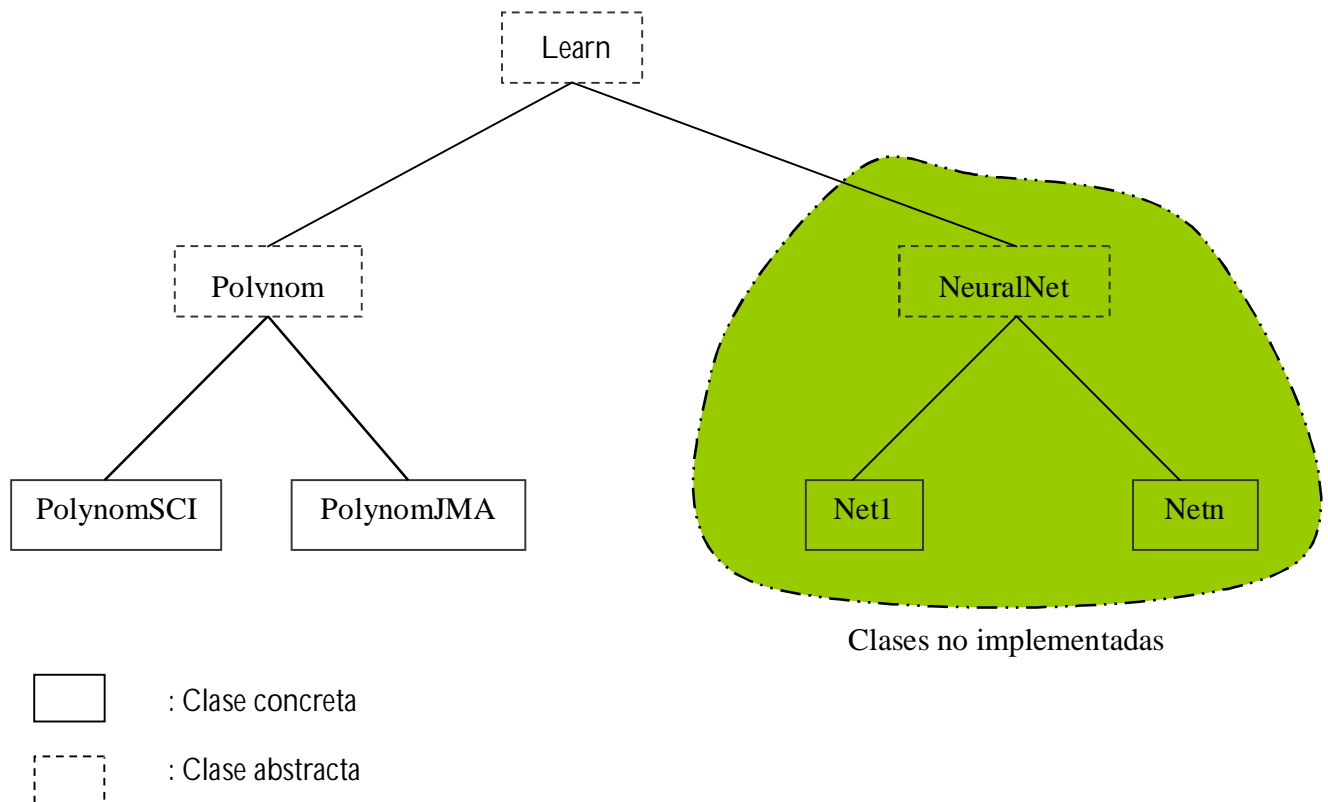 Learn
Polynom
NeuralNet
PolynomSCI
PolynomJMA
Net1
Netn
Clases no implementadas
: Clase concreta
: Clase abstracta